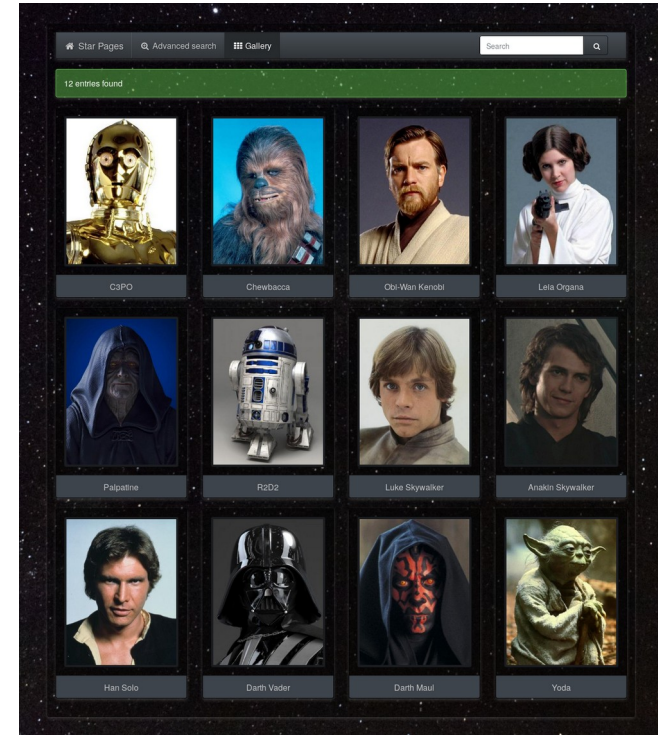 Star Pages Advanced search Gallery Search
12 entries found
C3PO Chewbacca Obi-Wan Kenobi Leia Organa
Palpatine R2D2 Luke Skywalker Anakin Skywalker
Han Solo Darth Vader Darth Maul Yoda